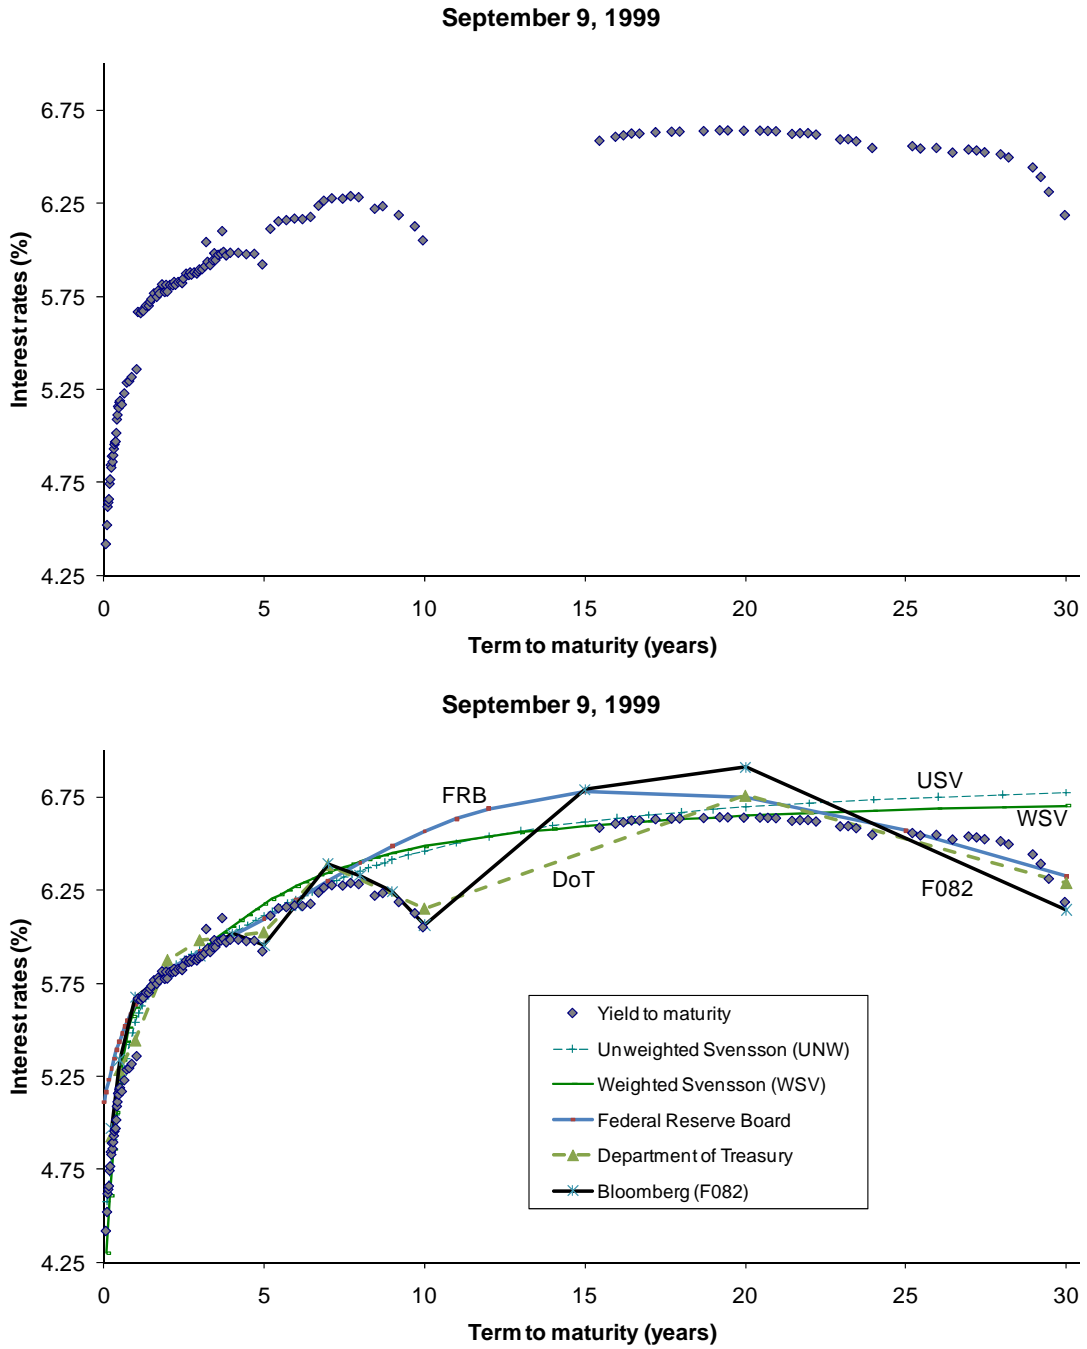 September 9, 1999
6.75
6.25
5.75
5.25
4.75
4.25
Interest rates (%)
0 5 10 15 20 25 30
Term to maturity (years)
September 9, 1999
6.75
6.25
5.75
5.25
4.75
4.25
Interest rates (%)
FRB
USV
WSV
DoT
F082
Yield to maturity
Unweighted Svensson (UNW)
Weighted Svensson (WSV)
Federal Reserve Board
Department of Treasury
Bloomberg (F082)
0 5 10 15 20 25 30
Term to maturity (years)